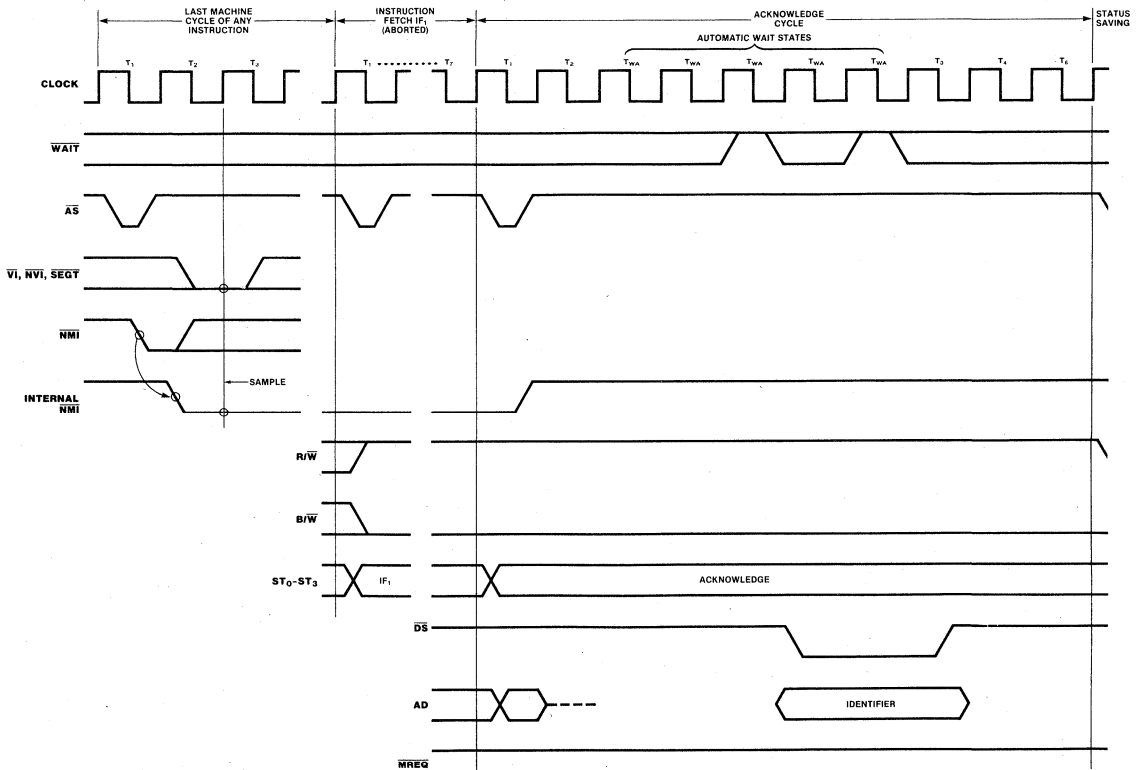 LAST MACHINE
CYCLE OF ANY
INSTRUCTION
INSTRUCTION
FETCH IF₁
(ABORTED)
ACKNOWLEDGE
CYCLE
STATUS
SAVING
AUTOMATIC WAIT STATES
T₁ T₂ T₃ T₁ T₇ T₁ T₂ TWA TWA TWA TWA TWA T₃ T₄ T₅
CLOCK
WAIT
AS
VI, NVI, SEGT
NMI
SAMPLE
INTERNAL
NMI
R/W
B/W
ST₀-ST₃ IF₁ ACKNOWLEDGE
DS
AD IDENTIFIER
MREQ